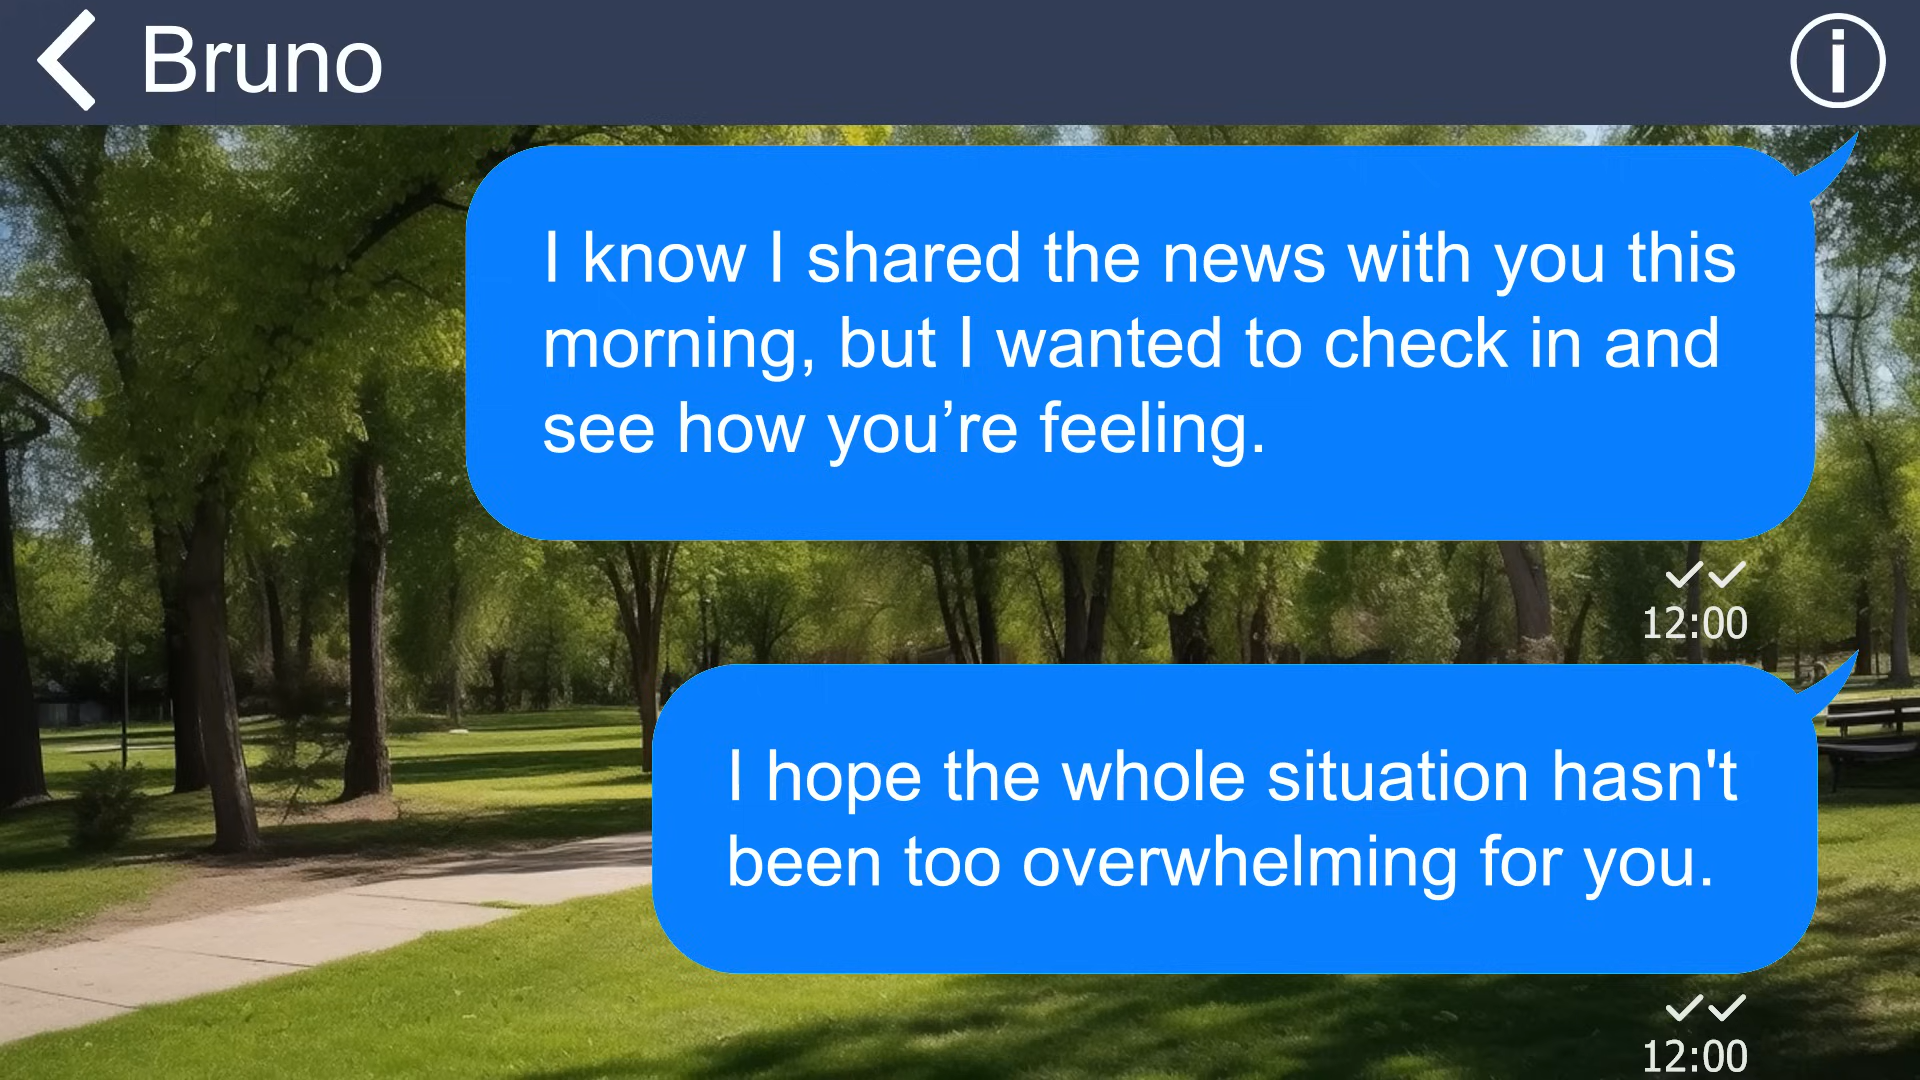 Bruno
I know I shared the news with you this
morning, but I wanted to check in and
see how you’re feeling.
12:00
I hope the whole situation hasn't
been too overwhelming for you.
12:00